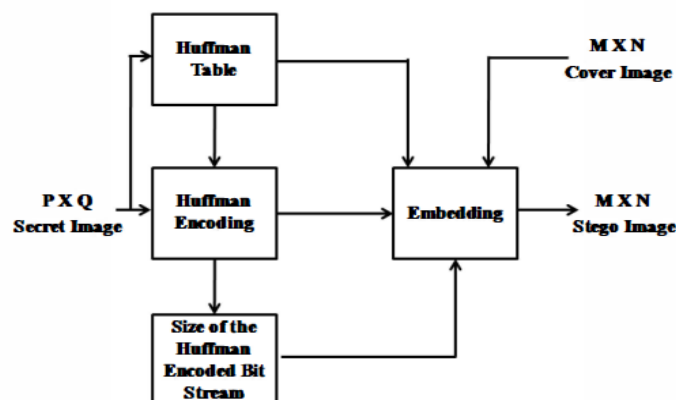 Huffman
Table
M X N
Cover Image
P X Q
Secret Image
Huffman
Encoding
Embedding
M X N
Stego Image
Size of the
Huffman
Encoded Bit
Stream